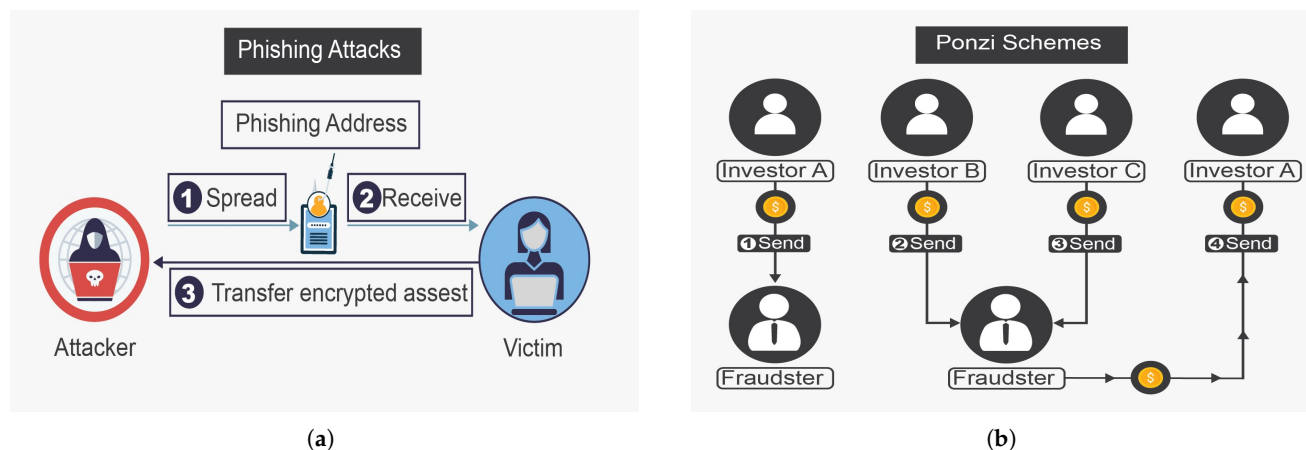 Phishing Attacks
Phishing Address
1 Spread
2 Receive
3 Transfer encrypted assest
Attacker
Victim
(a)
Ponzi Schemes
Investor A
Investor B
Investor C
Investor A
$
$
$
$
1 Send
2 Send
3 Send
4 Send
Fraudster
Fraudster
$
(b)